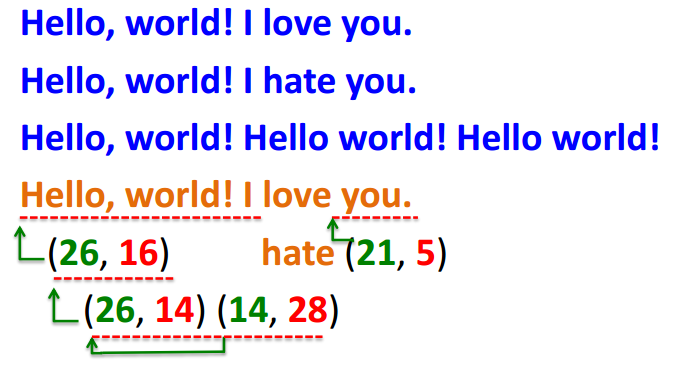 Hello, world! I love you.
Hello, world! I hate you.
Hello, world! Hello world! Hello world!
Hello, world! I love you.
(26, 16) hate (21, 5)
(26, 14) (14, 28)